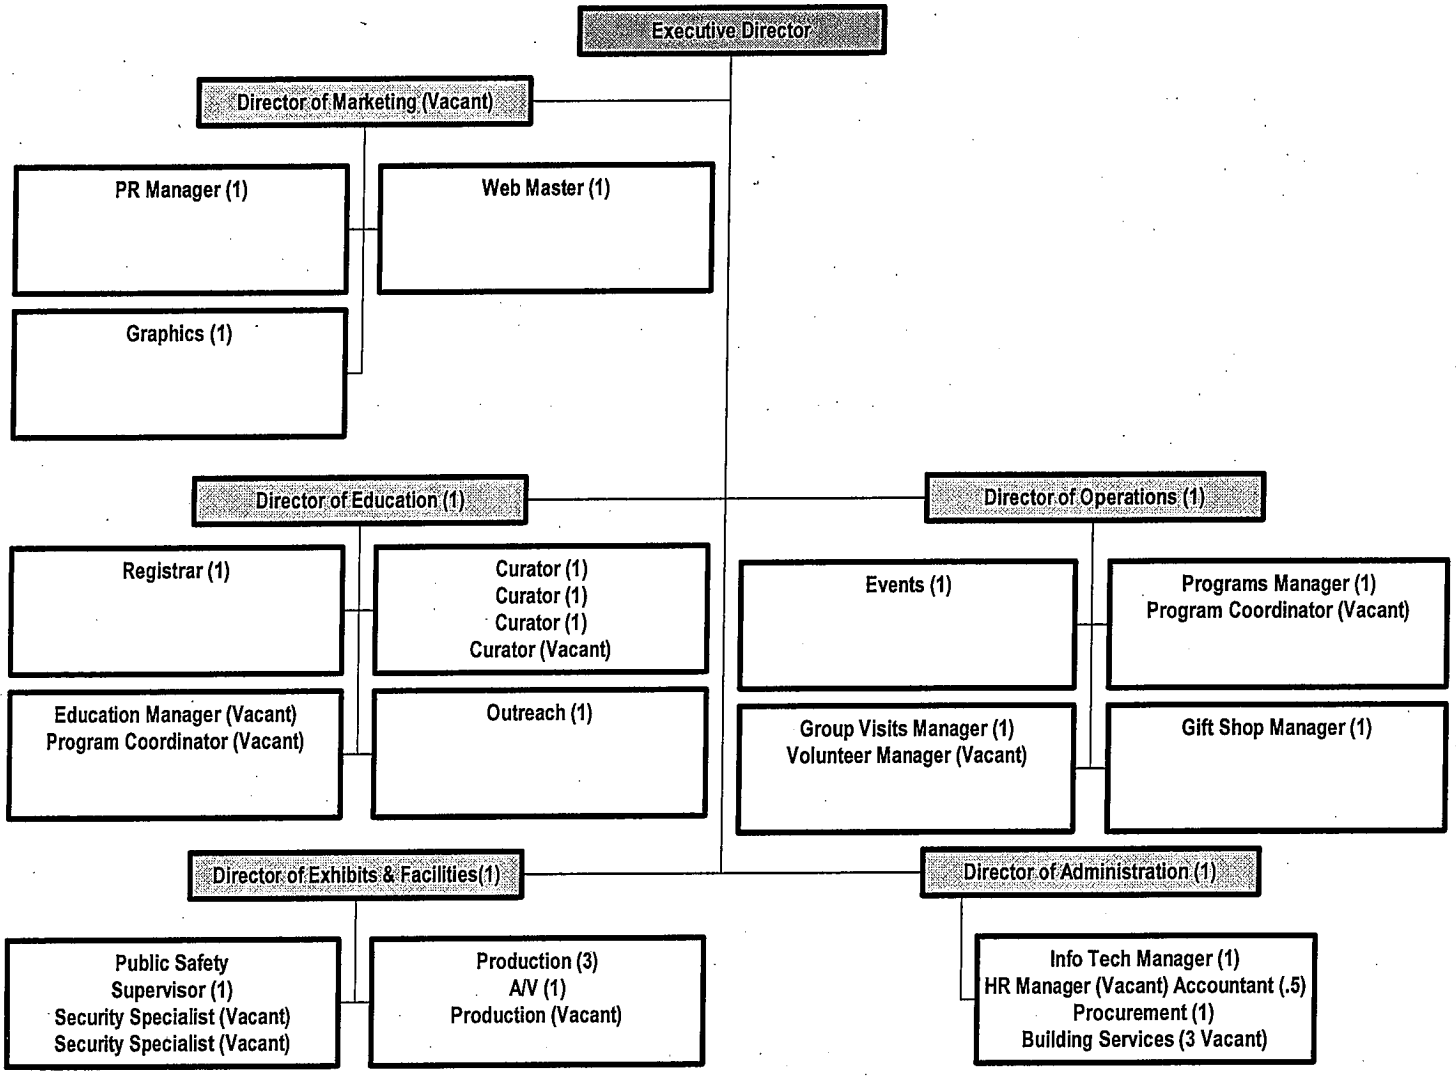 Executive Director
Director of Marketing (Vacant)
PR Manager (1)
Web Master (1)
Graphics (1)
Director of Education (1)
Director of Operations (1)
Registrar (1)
Curator (1)
Curator (1)
Curator (1)
Curator (Vacant)
Events (1)
Programs Manager (1)
Program Coordinator (Vacant)
Education Manager (Vacant)
Program Coordinator (Vacant)
Outreach (1)
Group Visits Manager (1)
Volunteer Manager (Vacant)
Gift Shop Manager (1)
Director of Exhibits & Facilities(1)
Director of Administration (1)
Public Safety
Supervisor (1)
Security Specialist (Vacant)
Security Specialist (Vacant)
Production (3)
A/V (1)
Production (Vacant)
Info Tech Manager (1)
HR Manager (Vacant) Accountant (.5)
Procurement (1)
Building Services (3 Vacant)